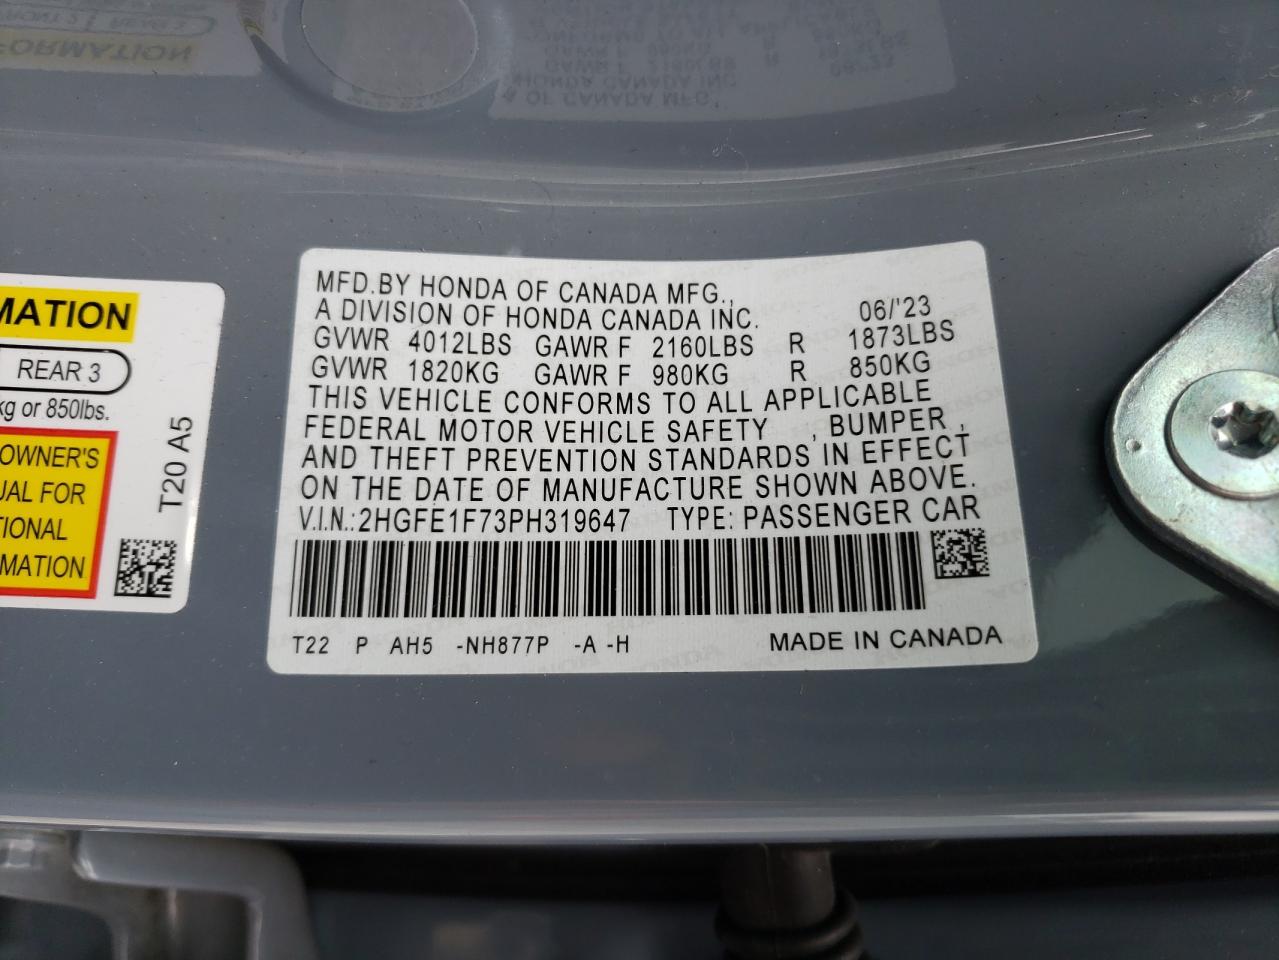 MFD.BY HONDA OF CANADA MFG.,
A DIVISION OF HONDA CANADA INC. 06/'23
GVWR 4012LBS GAWR F 2160LBS R 1873LBS
GVWR 1820KG GAWR F 980KG R 850KG
THIS VEHICLE CONFORMS TO ALL APPLICABLE
FEDERAL MOTOR VEHICLE SAFETY , BUMPER ,
AND THEFT PREVENTION STANDARDS IN EFFECT
ON THE DATE OF MANUFACTURE SHOWN ABOVE.
V.I.N.:2HGFE1F73PH319647 TYPE: PASSENGER CAR
T22 P AH5 -NH877P -A -H MADE IN CANADA
MATION
REAR 3
kg or 850lbs.
OWNER'S
UAL FOR
TIONAL
MATION
T20 A5